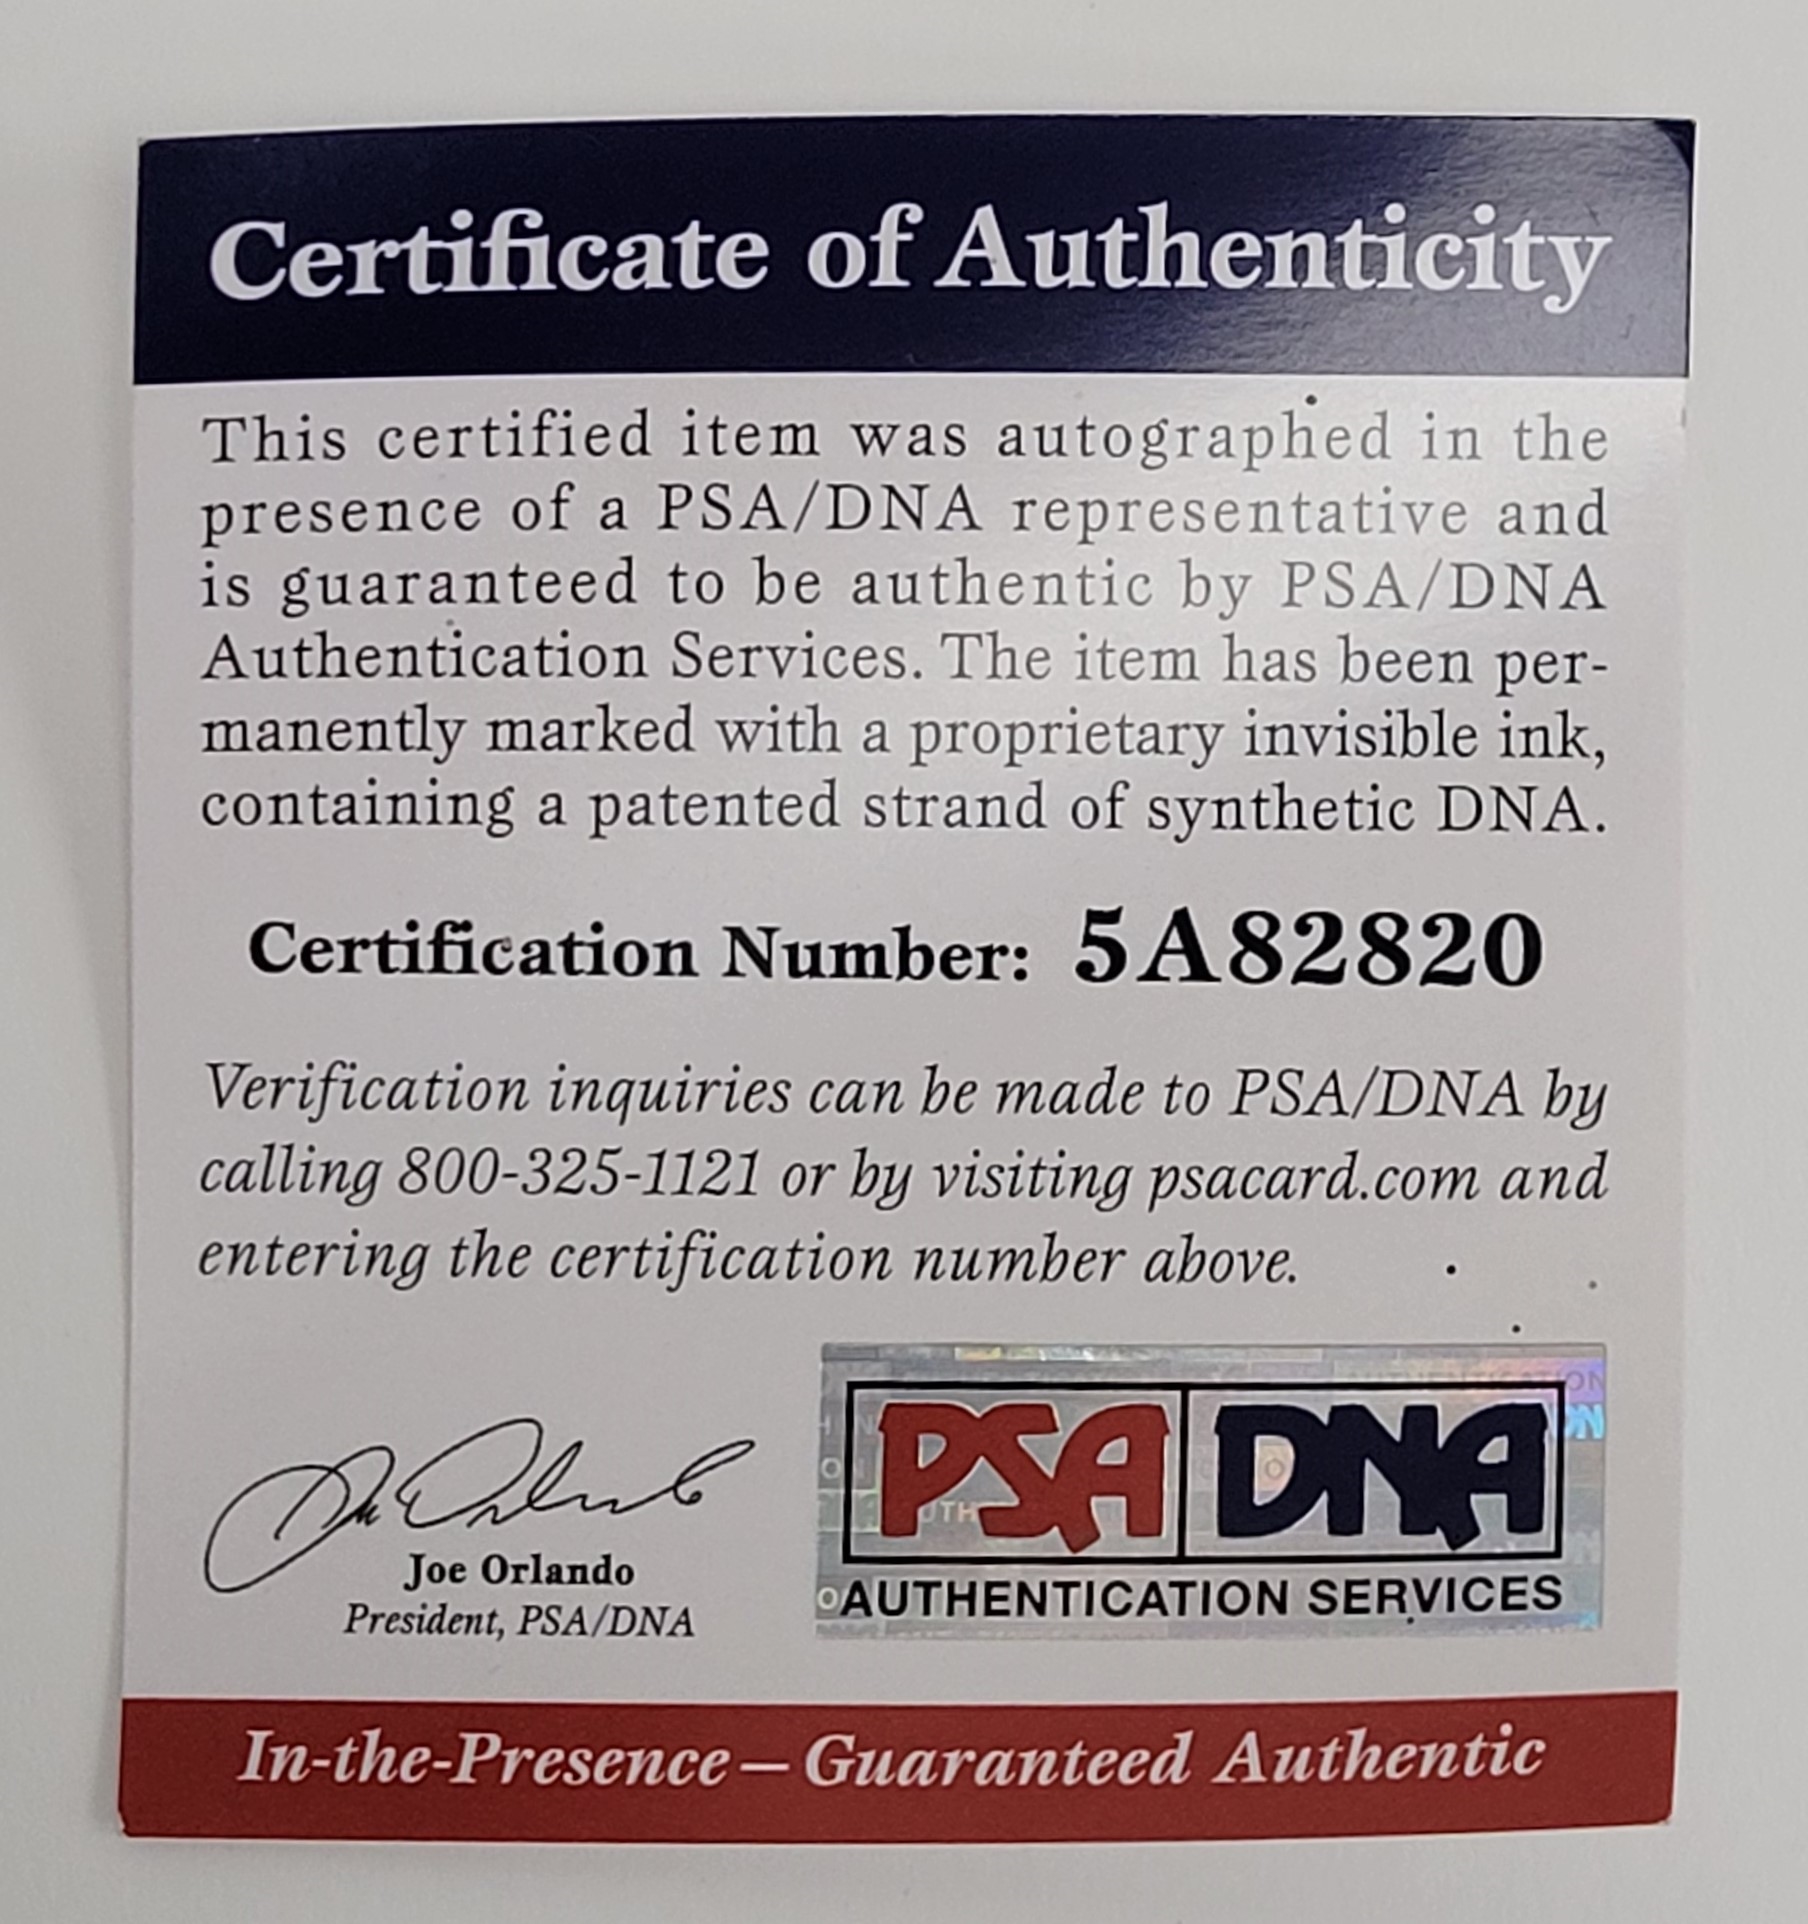 Certificate of Authenticity
This certified item was autographed in the
presence of a PSA/DNA representative and
is guaranteed to be authentic by PSA/DNA
Authentication Services. The item has been per-
manently marked with a proprietary invisible ink,
containing a patented strand of synthetic DNA.
Certification Number: 5A82820
Verification inquiries can be made to PSA/DNA by
calling 800-325-1121 or by visiting psacard.com and
entering the certification number above.
Joe Orlando
President, PSA/DNA
PSA DNA
AUTHENTICATION SERVICES
In-the-Presence — Guaranteed Authentic